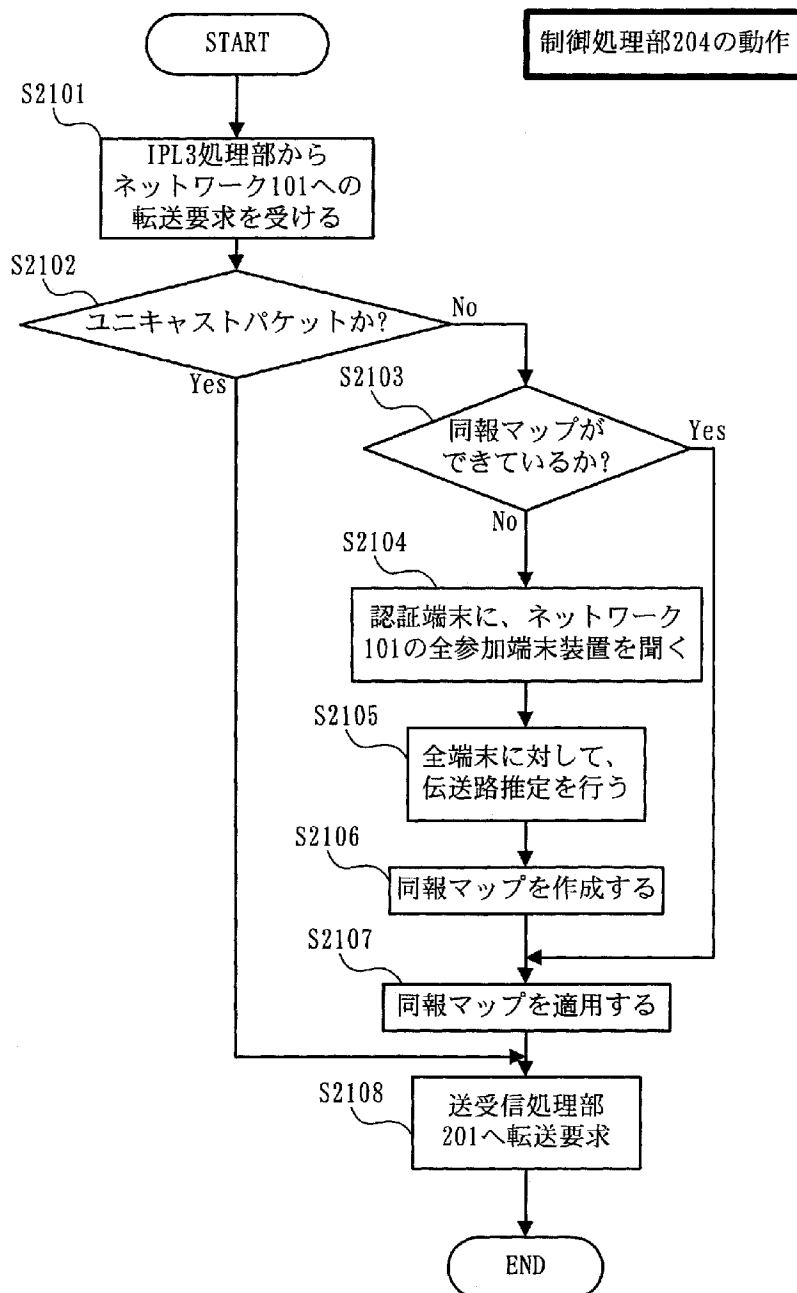 START
制御処理部204の動作
S2101
IPL3処理部から
ネットワーク101への
転送要求を受ける
S2102
ユニキャストパケットか?
No
Yes
S2103
同報マップが
できているか?
Yes
No
S2104
認証端末に、ネットワーク
101の全参加端末装置を聞く
S2105
全端末に対して、
伝送路推定を行う
S2106
同報マップを作成する
S2107
同報マップを適用する
S2108
送受信処理部
201へ転送要求
END